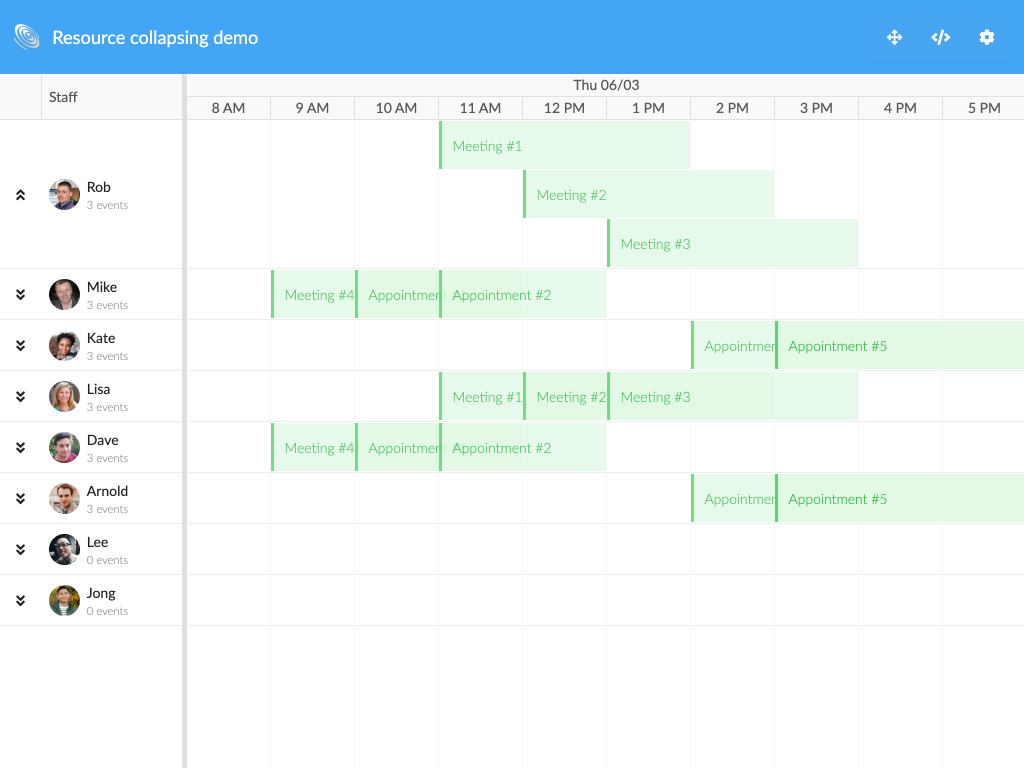 Resource collapsing demo
Staff
Thu 06/03
8 AM 9 AM 10 AM 11 AM 12 PM 1 PM 2 PM 3 PM 4 PM 5 PM
Meeting #1
Rob
3 events
Meeting #2
Meeting #3
Mike
3 events
Meeting #4 Appointmen Appointment #2
Kate
3 events
Appointmen Appointment #5
Lisa
3 events
Meeting #1 Meeting #2 Meeting #3
Dave
3 events
Meeting #4 Appointmen Appointment #2
Arnold
3 events
Appointmen Appointment #5
Lee
0 events
Jong
0 events